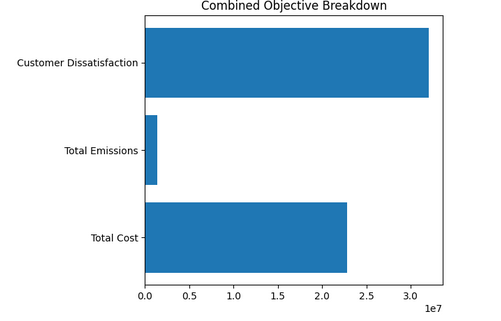 Combined Objective Breakdown
Customer Dissatisfaction
Total Emissions
Total Cost
0.0 0.5 1.0 1.5 2.0 2.5 3.0
1e7